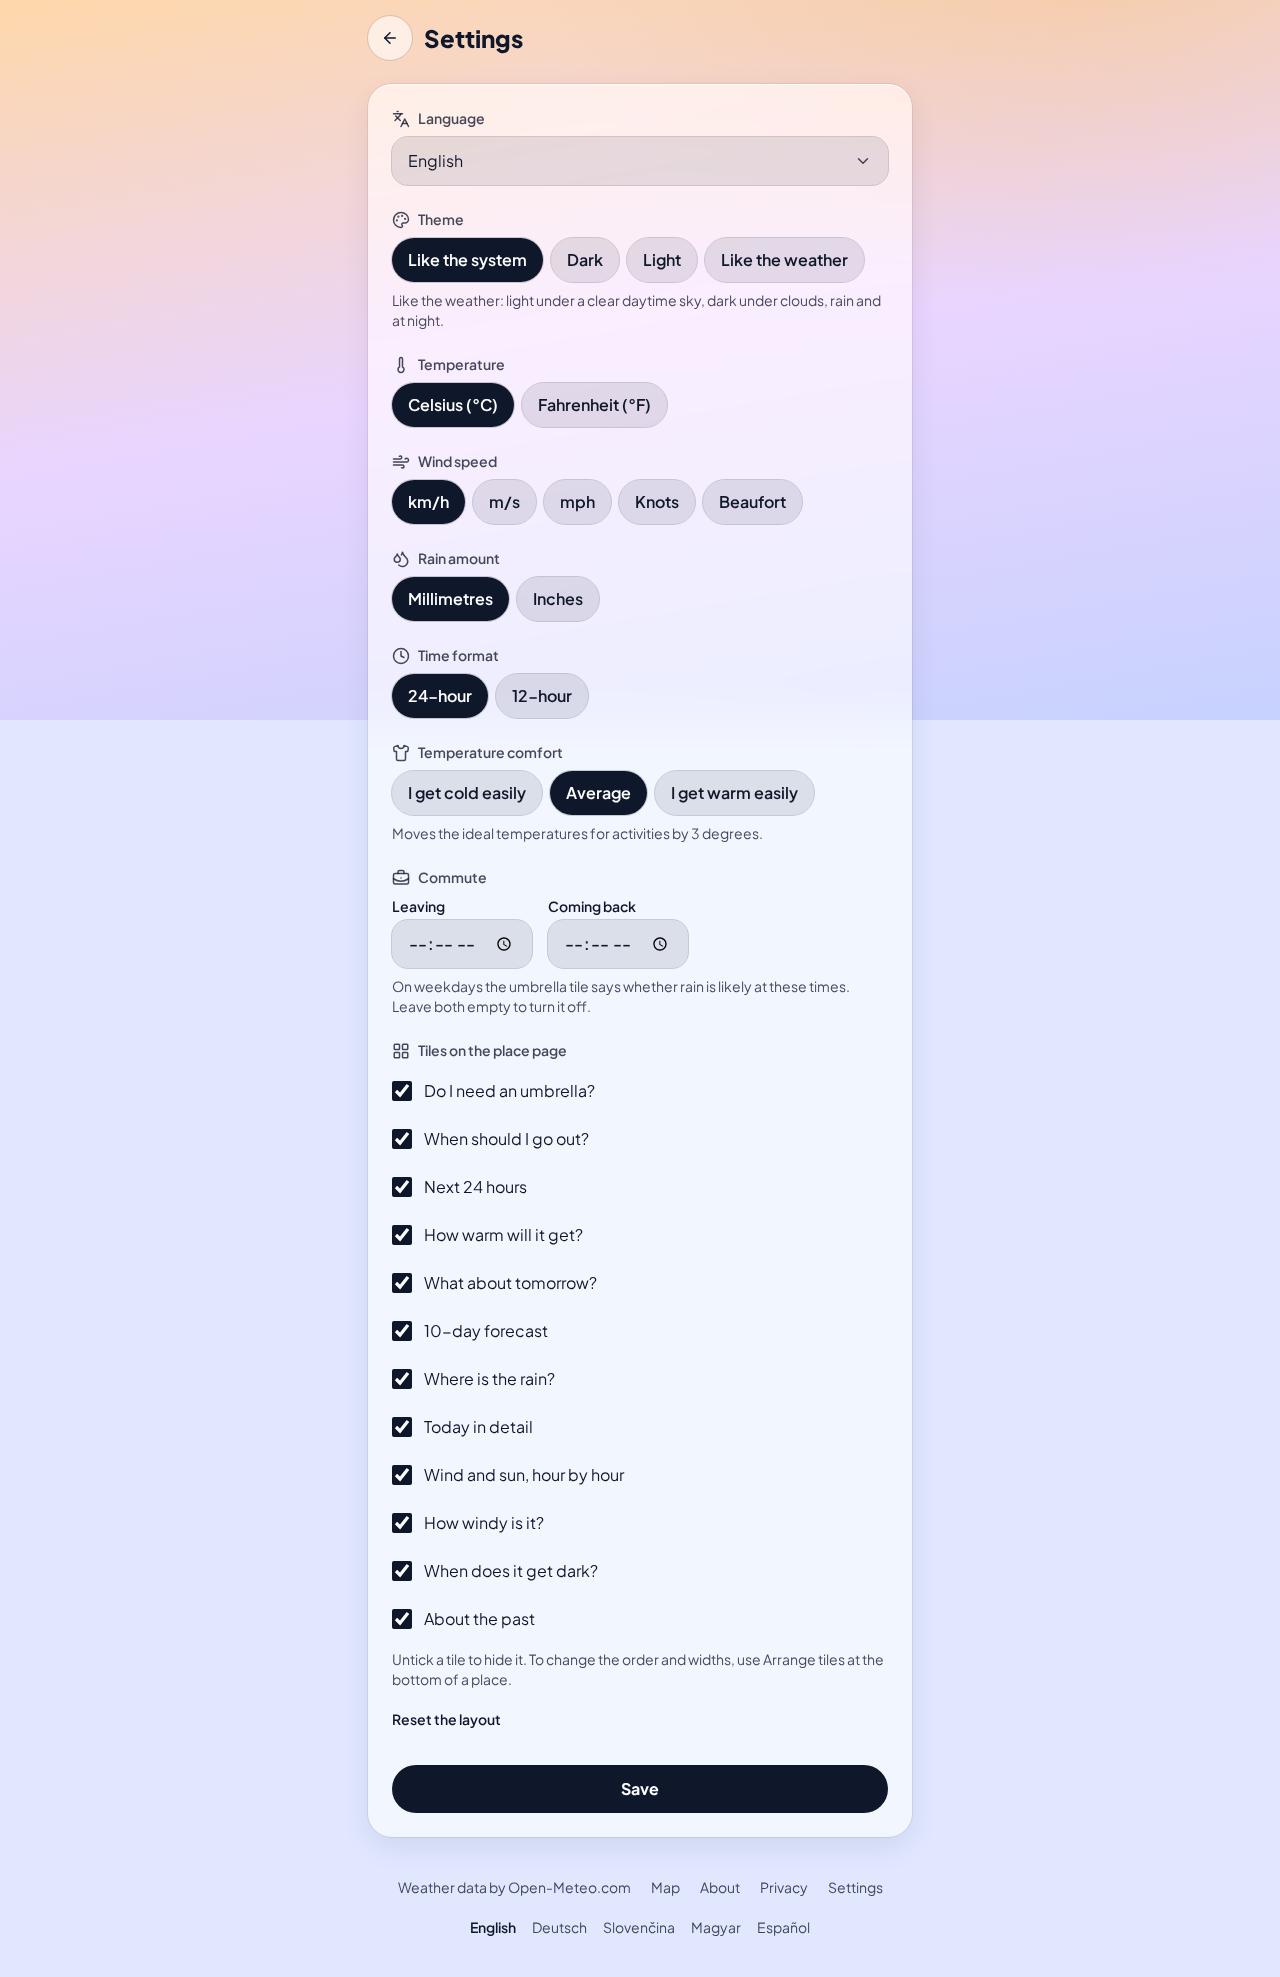 Settings
Language
English
Theme
Like the system Dark Light Like the weather
Like the weather: light under a clear daytime sky, dark under clouds, rain and
at night.
Temperature
Celsius (°C) Fahrenheit (°F)
Wind speed
km/h m/s mph Knots Beaufort
Rain amount
Millimetres Inches
Time format
24-hour 12-hour
Temperature comfort
I get cold easily Average I get warm easily
Moves the ideal temperatures for activities by 3 degrees.
Commute
Leaving Coming back
--:-- -- --:-- --
On weekdays the umbrella tile says whether rain is likely at these times.
Leave both empty to turn it off.
Tiles on the place page
Do I need an umbrella?
When should I go out?
Next 24 hours
How warm will it get?
What about tomorrow?
10-day forecast
Where is the rain?
Today in detail
Wind and sun, hour by hour
How windy is it?
When does it get dark?
About the past
Untick a tile to hide it. To change the order and widths, use Arrange tiles at the
bottom of a place.
Reset the layout
Save
Weather data by Open-Meteo.com Map About Privacy Settings
English Deutsch Slovenčina Magyar Español